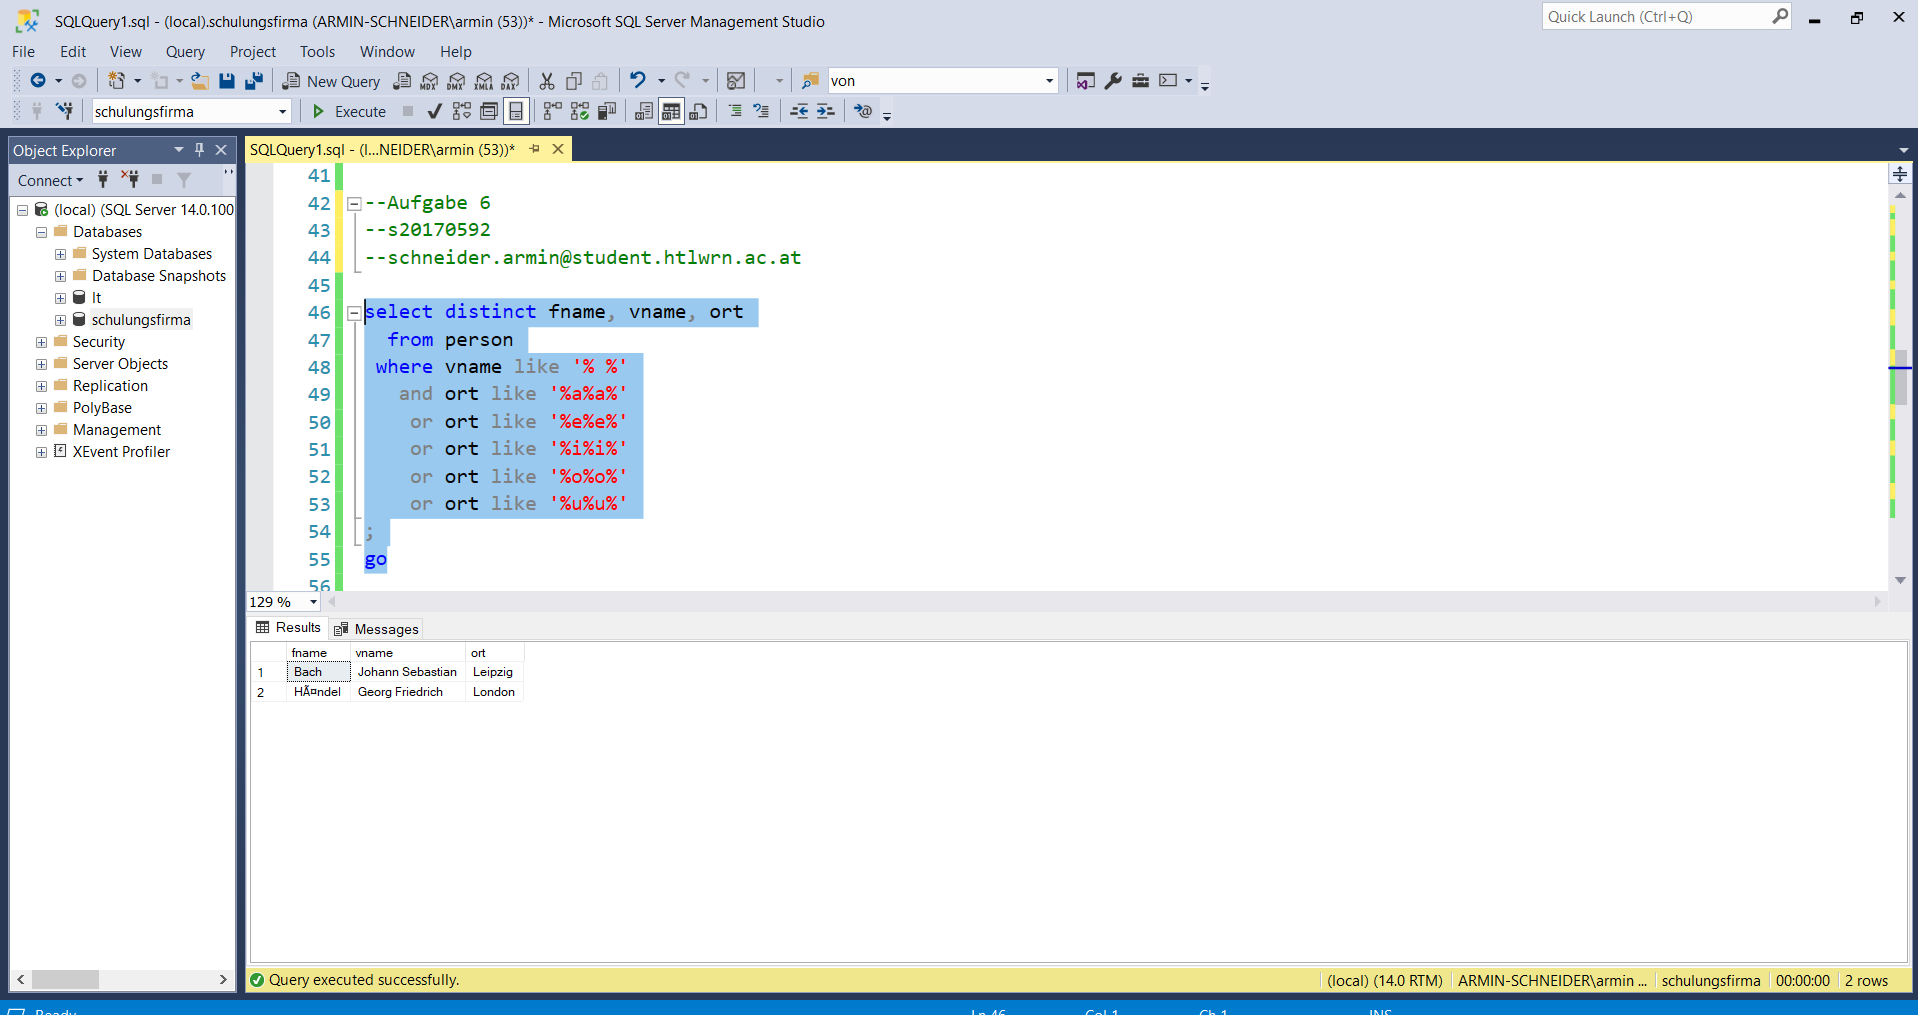 SQLQuery1.sql - (local).schulungsfirma (ARMIN-SCHNEIDER\armin (53))* - Microsoft SQL Server Management Studio
Quick Launch (Ctrl+Q)
File Edit View Query Project Tools Window Help
New Query MDX DMX XMLA DAX von
schulungsfirma Execute
Object Explorer
Connect
(local) (SQL Server 14.0.100
Databases
System Databases
Database Snapshots
lt
schulungsfirma
Security
Server Objects
Replication
PolyBase
Management
XEvent Profiler
SQLQuery1.sql - (l...NEIDER\armin (53))*
41
42 --Aufgabe 6
43 --s20170592
44 --schneider.armin@student.htlwrn.ac.at
45
46 select distinct fname, vname, ort
47 from person
48 where vname like '% %'
49 and ort like '%a%a%'
50 or ort like '%e%e%'
51 or ort like '%i%i%'
52 or ort like '%o%o%'
53 or ort like '%u%u%'
54 ;
55 go
56
129 %
Results Messages
fname vname ort
1 Bach Johann Sebastian Leipzig
2 HÃ¤ndel Georg Friedrich London
Query executed successfully.
(local) (14.0 RTM) ARMIN-SCHNEIDER\armin ... schulungsfirma 00:00:00 2 rows
Ready Ln 46 Col 1 Ch 1 INS